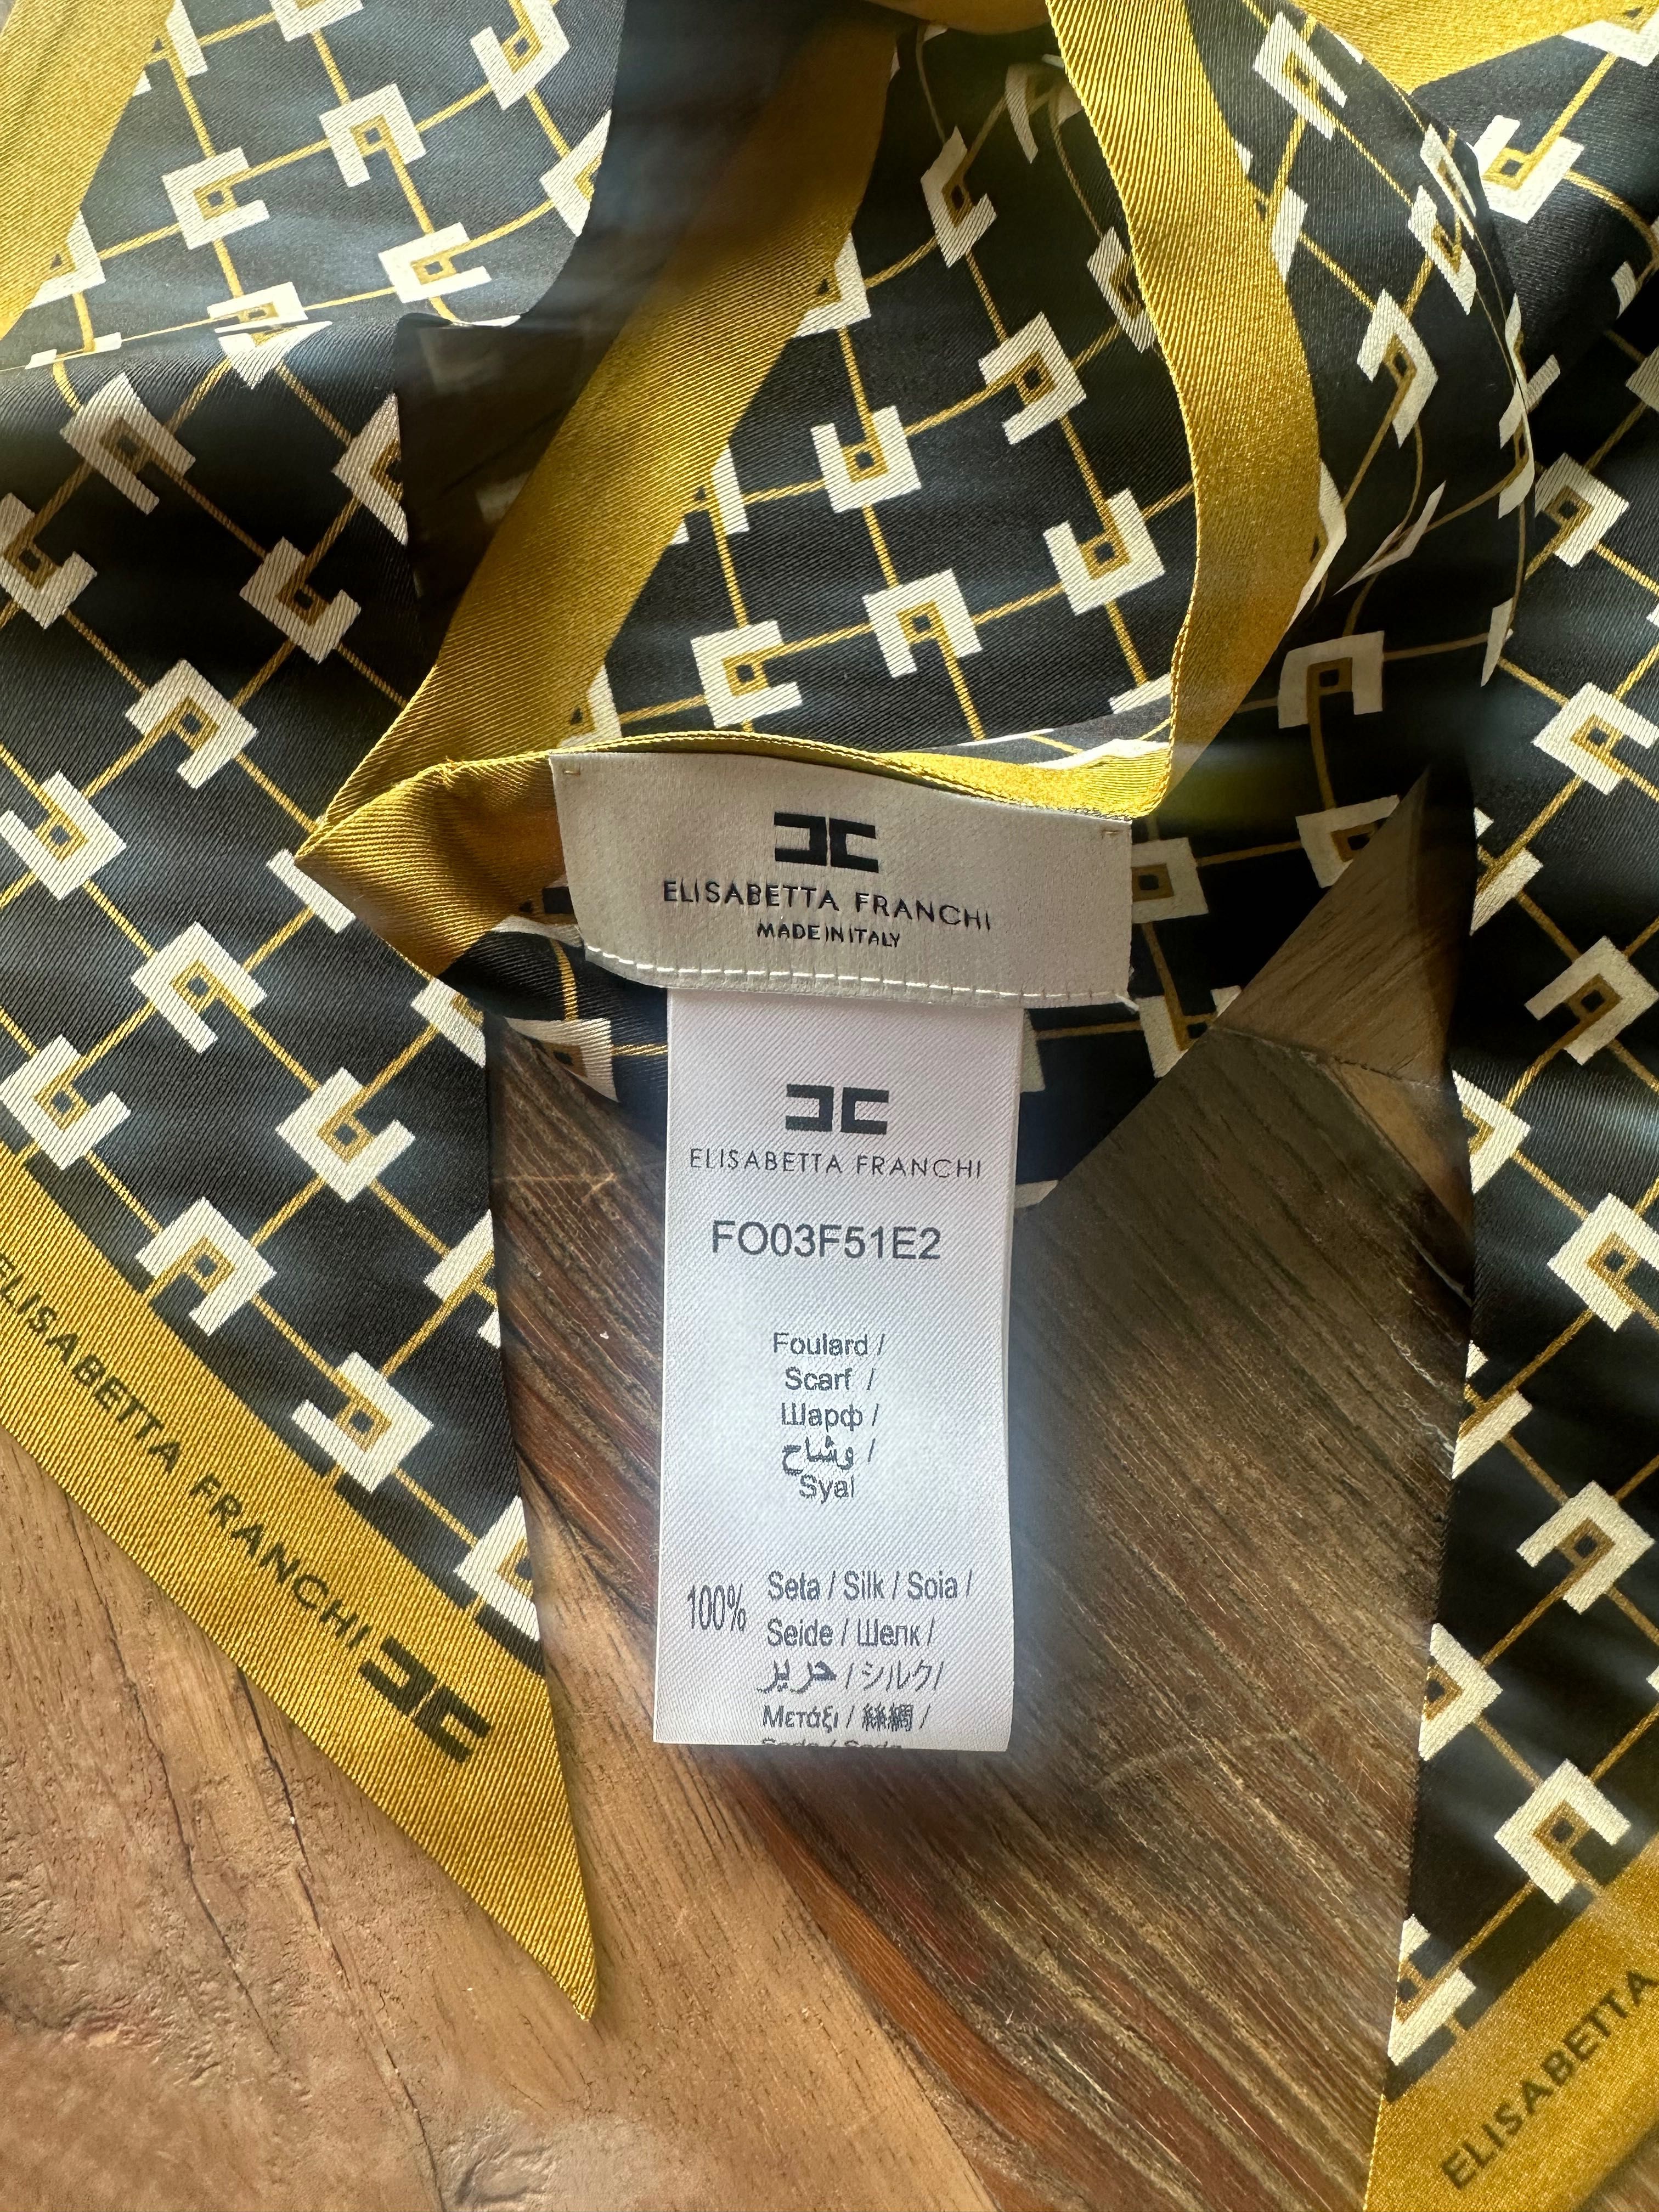 ELISABETTA FRANCHI
MADE IN ITALY
ELISABETTA FRANCHI
FO03F51E2
Foulard /
Scarf /
Шарф /
وشاح /
Syal
100% Seta / Silk / Soia /
Seide / Шелк /
حرير / シルク/
Μετάξι / 絲綢 /
ELISABETTA FRANCHI
ELISABETTA